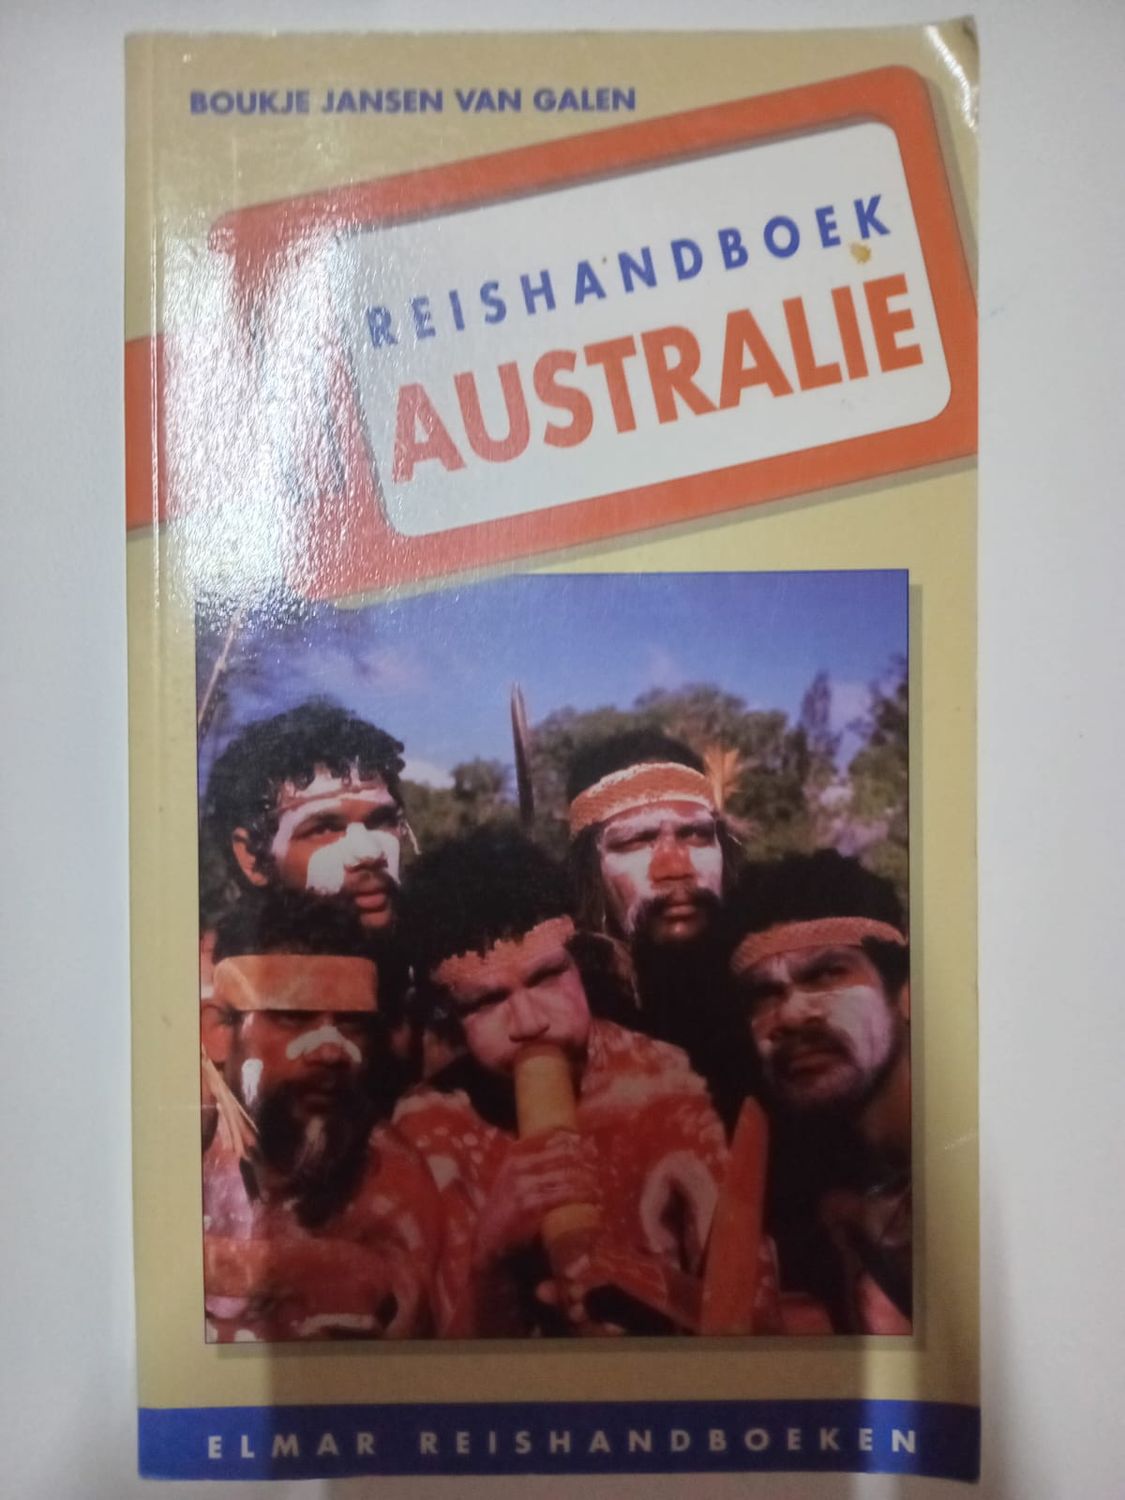 BOUKJE JANSEN VAN GALEN
REISHANDBOEK
AUSTRALIE
ELMAR REISHANDBOEKEN